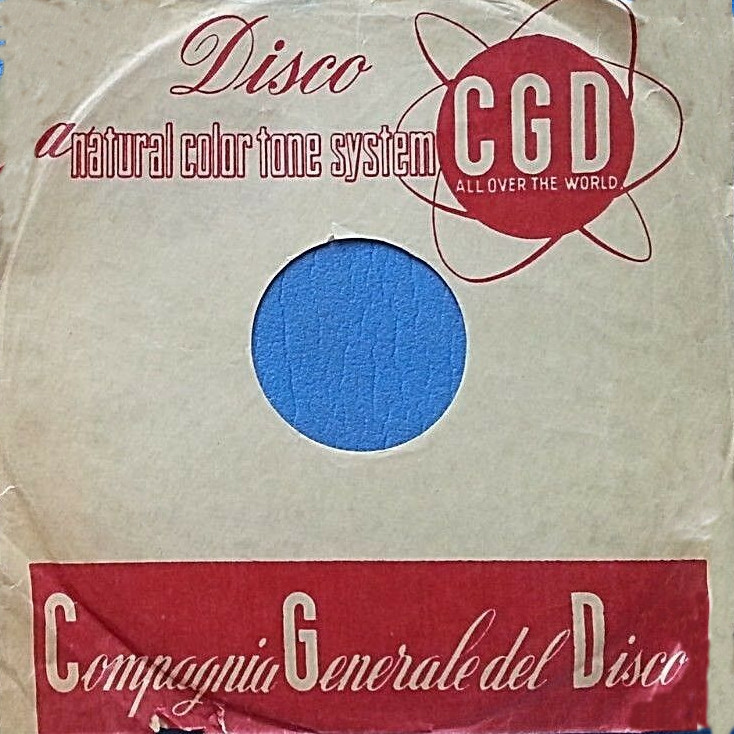 Disco
a natural color tone system
CGD
ALL OVER THE WORLD.
Compagnia Generale del Disco